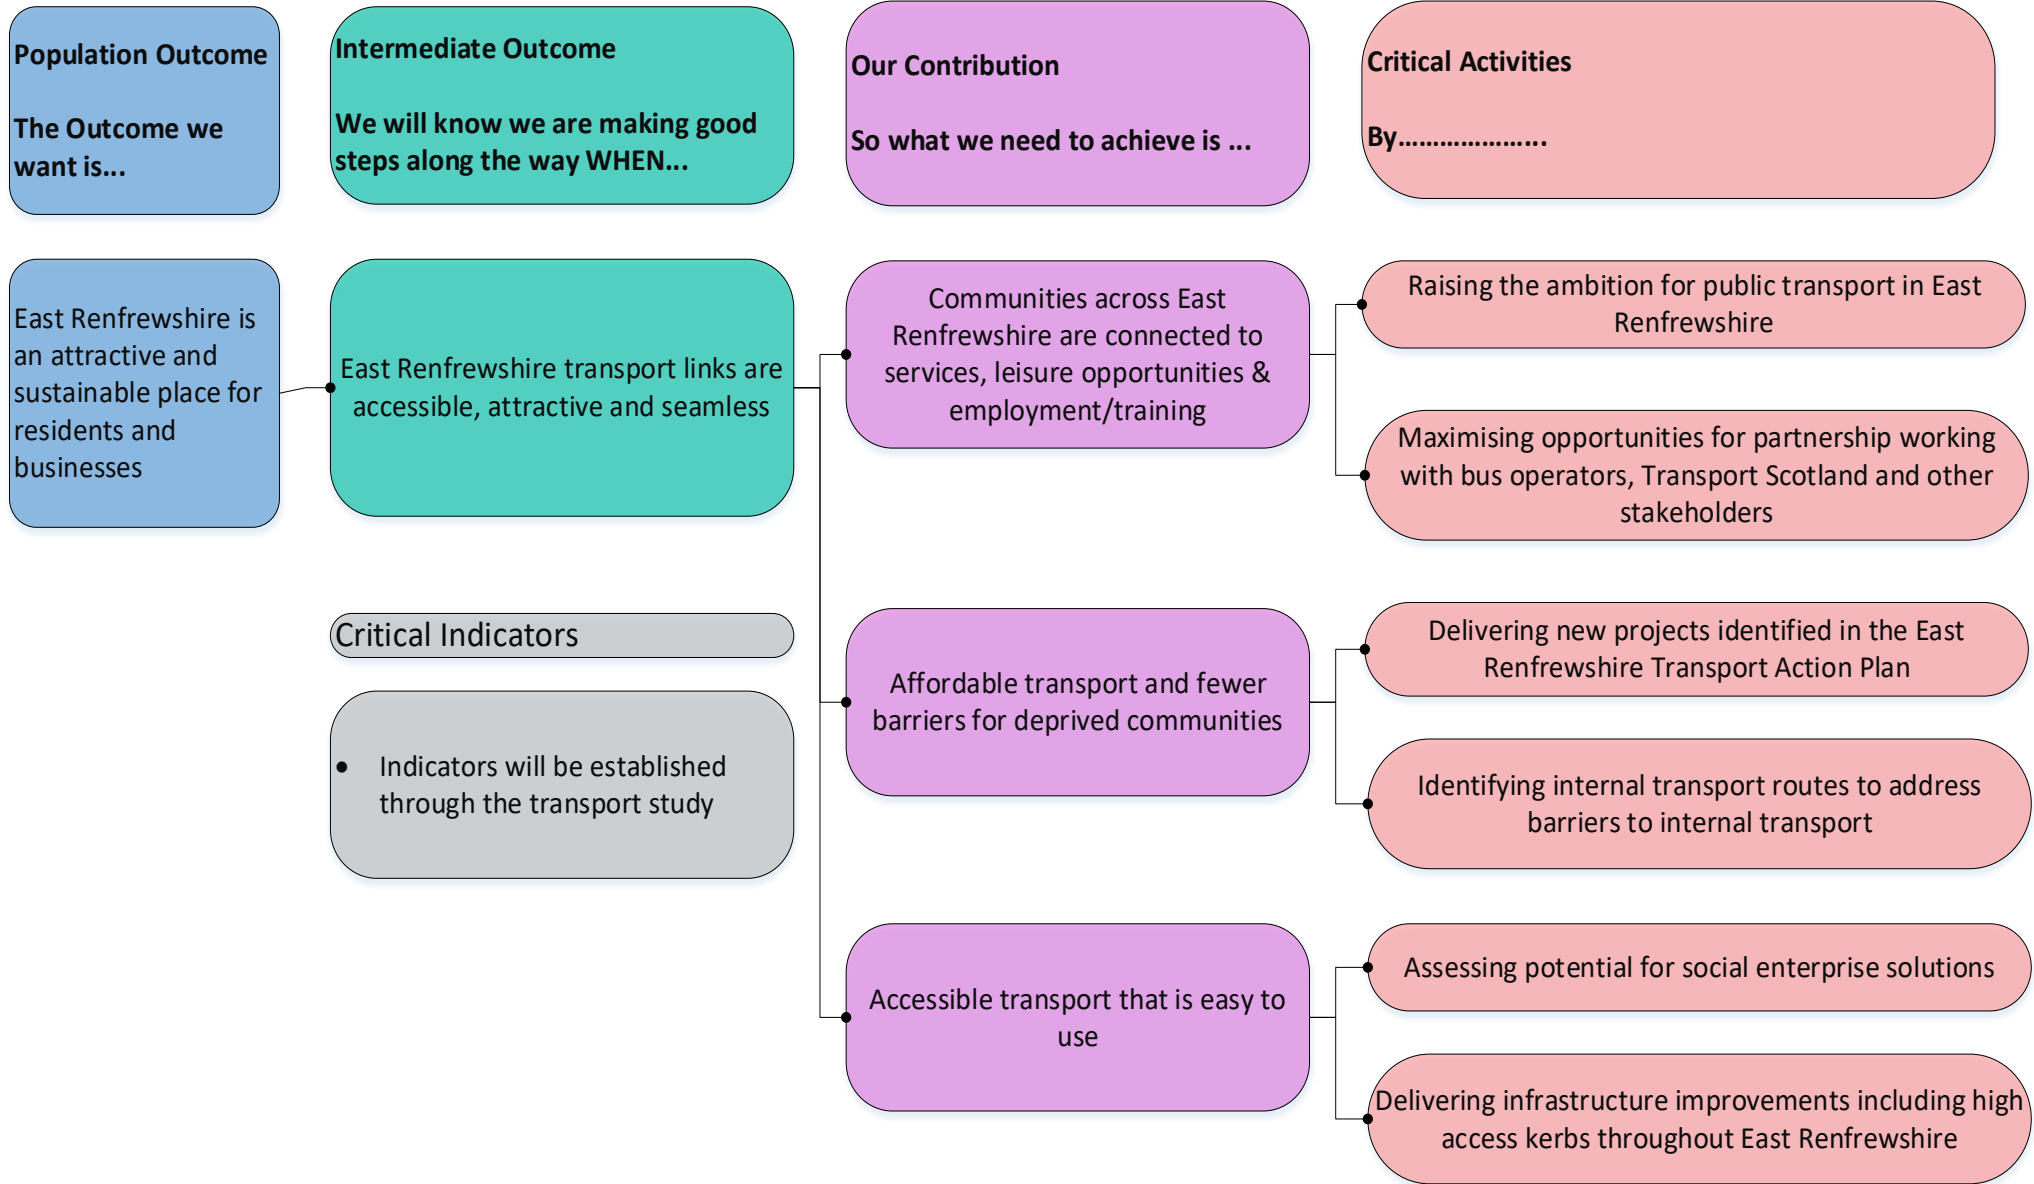 Population Outcome
The Outcome we
want is...
Intermediate Outcome
We will know we are making good
steps along the way WHEN...
Our Contribution
So what we need to achieve is ...
Critical Activities
By......................
East Renfrewshire is
an attractive and
sustainable place for
residents and
businesses
East Renfrewshire transport links are
accessible, attractive and seamless
Critical Indicators
• Indicators will be established
through the transport study
Communities across East
Renfrewshire are connected to
services, leisure opportunities &
employment/training
Raising the ambition for public transport in East
Renfrewshire
Maximising opportunities for partnership working
with bus operators, Transport Scotland and other
stakeholders
Affordable transport and fewer
barriers for deprived communities
Delivering new projects identified in the East
Renfrewshire Transport Action Plan
Identifying internal transport routes to address
barriers to internal transport
Accessible transport that is easy to
use
Assessing potential for social enterprise solutions
Delivering infrastructure improvements including high
access kerbs throughout East Renfrewshire